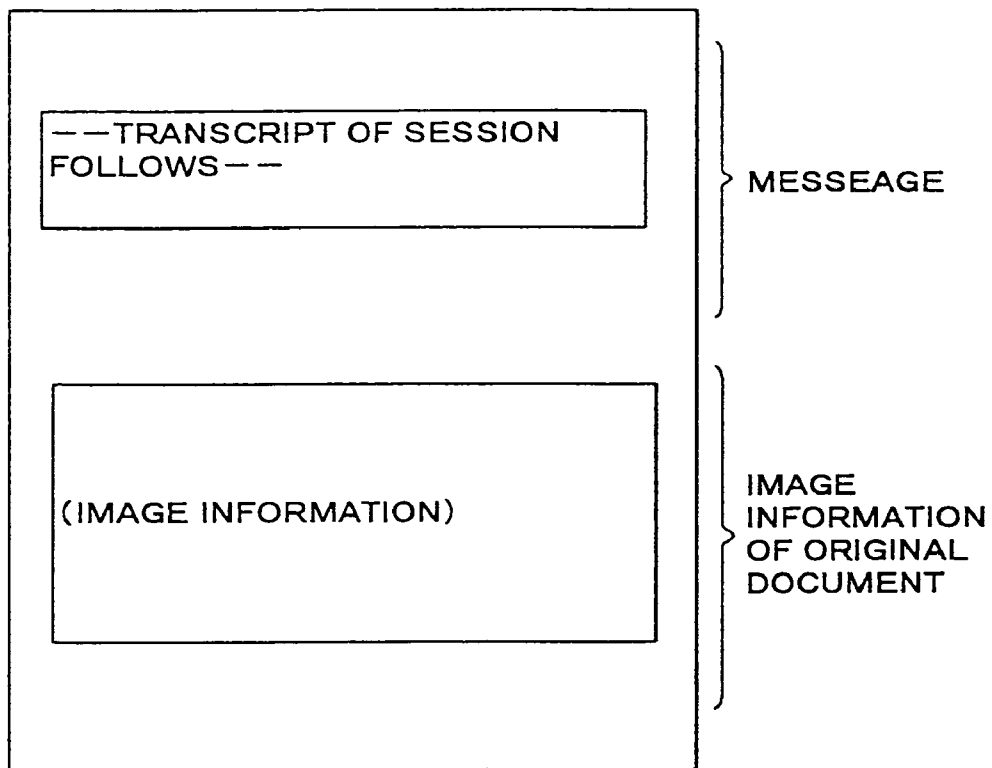 ——TRANSCRIPT OF SESSION
FOLLOWS——
MESSEAGE
(IMAGE INFORMATION)
IMAGE
INFORMATION
OF ORIGINAL
DOCUMENT